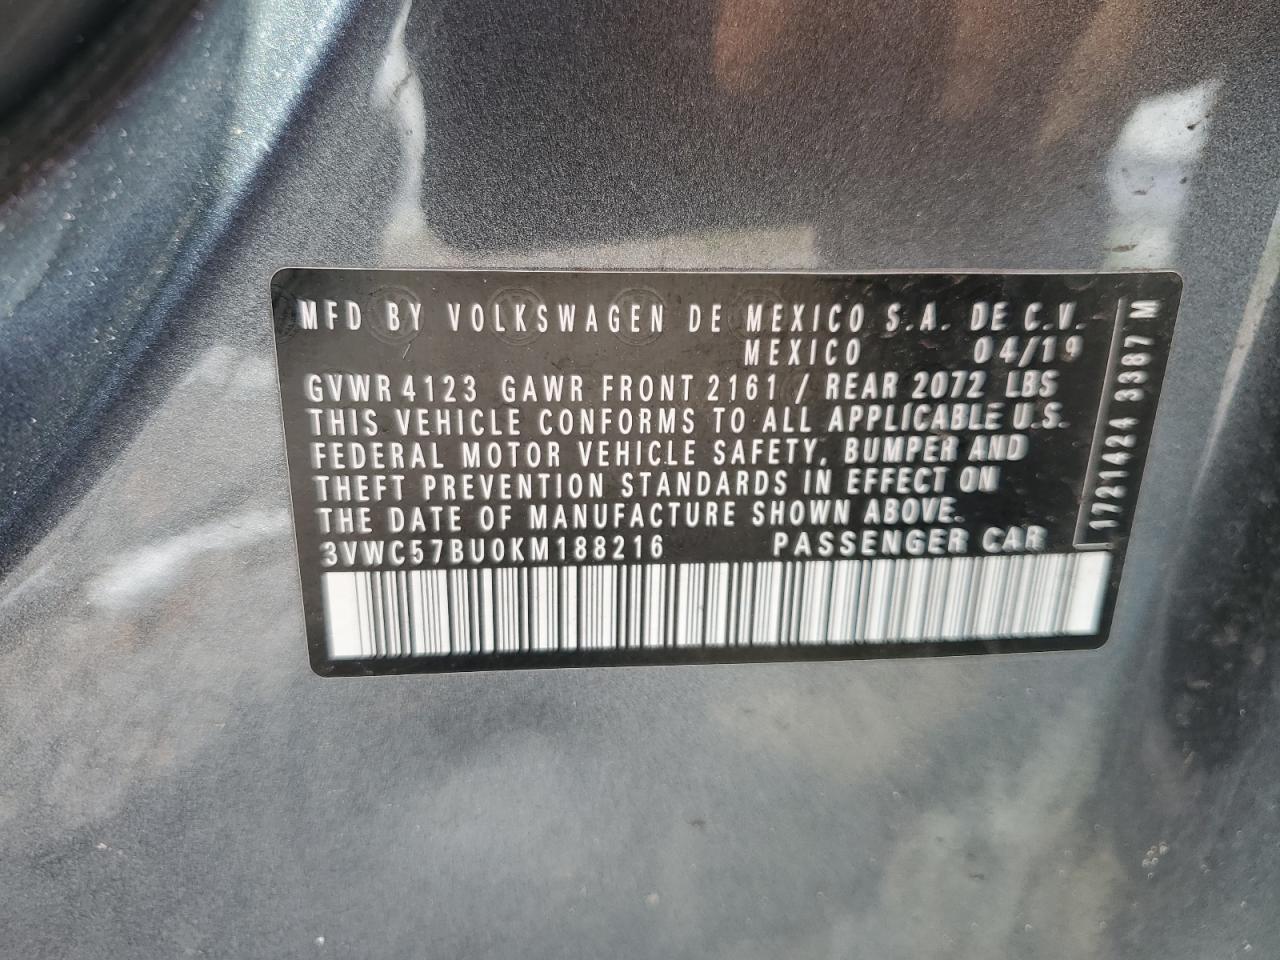 MFD BY VOLKSWAGEN DE MEXICO S.A. DE C.V.
MEXICO 04/19
GVWR 4123 GAWR FRONT 2161 / REAR 2072 LBS
THIS VEHICLE CONFORMS TO ALL APPLICABLE U.S.
FEDERAL MOTOR VEHICLE SAFETY, BUMPER AND
THEFT PREVENTION STANDARDS IN EFFECT ON
THE DATE OF MANUFACTURE SHOWN ABOVE.
3VWC57BU0KM188216 PASSENGER CAR
1721424 3387 M